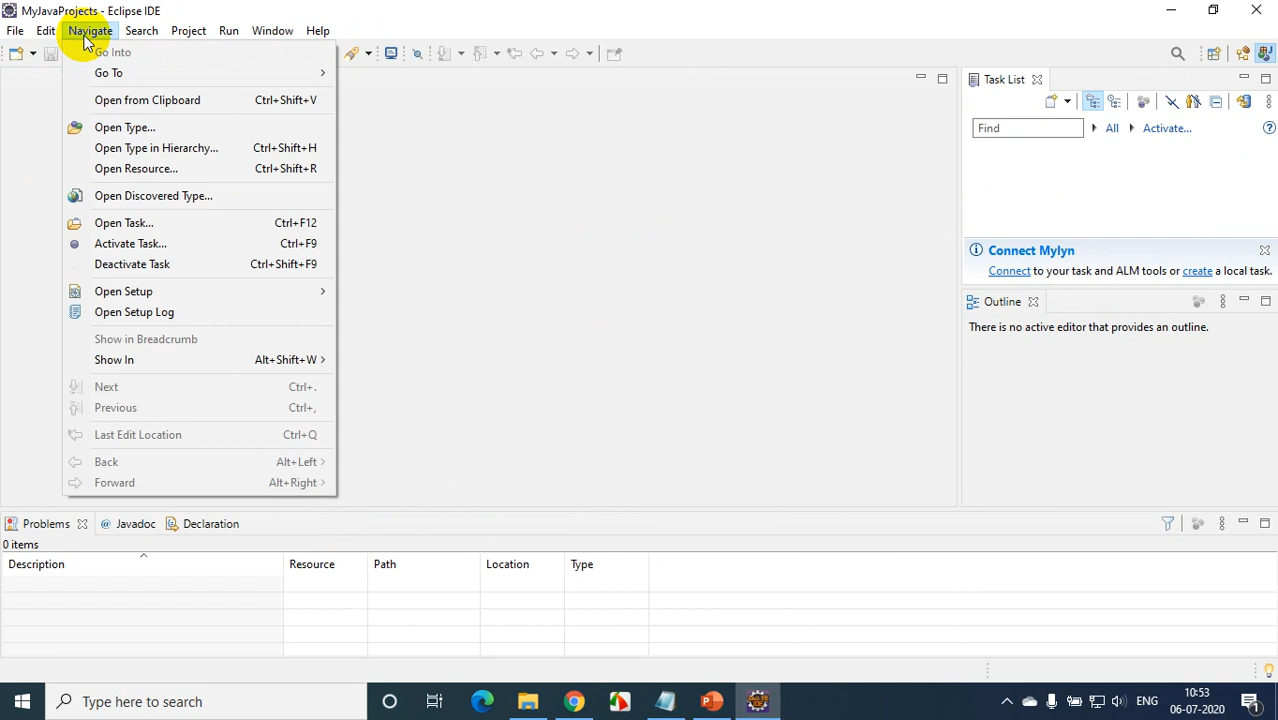 MyJavaProjects - Eclipse IDE
File Edit Navigate Search Project Run Window Help
Go Into
Go To
Open from Clipboard Ctrl+Shift+V
Open Type...
Open Type in Hierarchy... Ctrl+Shift+H
Open Resource... Ctrl+Shift+R
Open Discovered Type...
Open Task... Ctrl+F12
Activate Task... Ctrl+F9
Deactivate Task Ctrl+Shift+F9
Open Setup
Open Setup Log
Show in Breadcrumb
Show In Alt+Shift+W
Next Ctrl+.
Previous Ctrl+,
Last Edit Location Ctrl+Q
Back Alt+Left
Forward Alt+Right
Task List
Find All Activate...
Connect Mylyn
Connect to your task and ALM tools or create a local task.
Outline
There is no active editor that provides an outline.
Problems @ Javadoc Declaration
0 items
Description Resource Path Location Type
Type here to search
ENG
10:53
06-07-2020
1